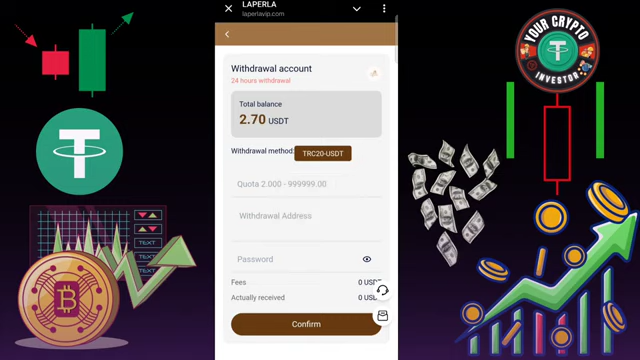 LAPERLA
laperlavip.com
Withdrawal account
24 hours withdrawal
Total balance
2.70 USDT
Withdrawal method:
TRC20-USDT
Quota 2.000 - 999999.00
Withdrawal Address
Password
Fees
0 USDT
Actually received
0 USD
Confirm
YOUR CRYPTO
INVESTOR
TEXT
TEXT
TEXT